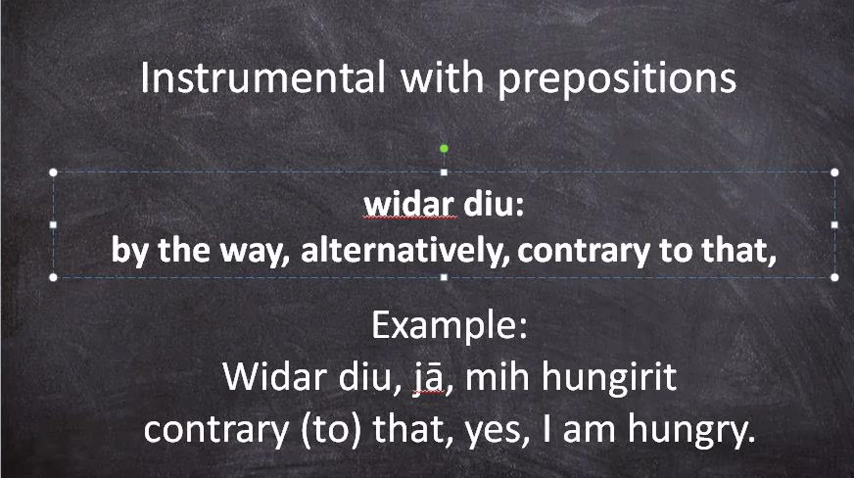 Instrumental with prepositions
widar diu:
by the way, alternatively, contrary to that,
Example:
Widar diu, jā, mih hungirit
contrary (to) that, yes, I am hungry.